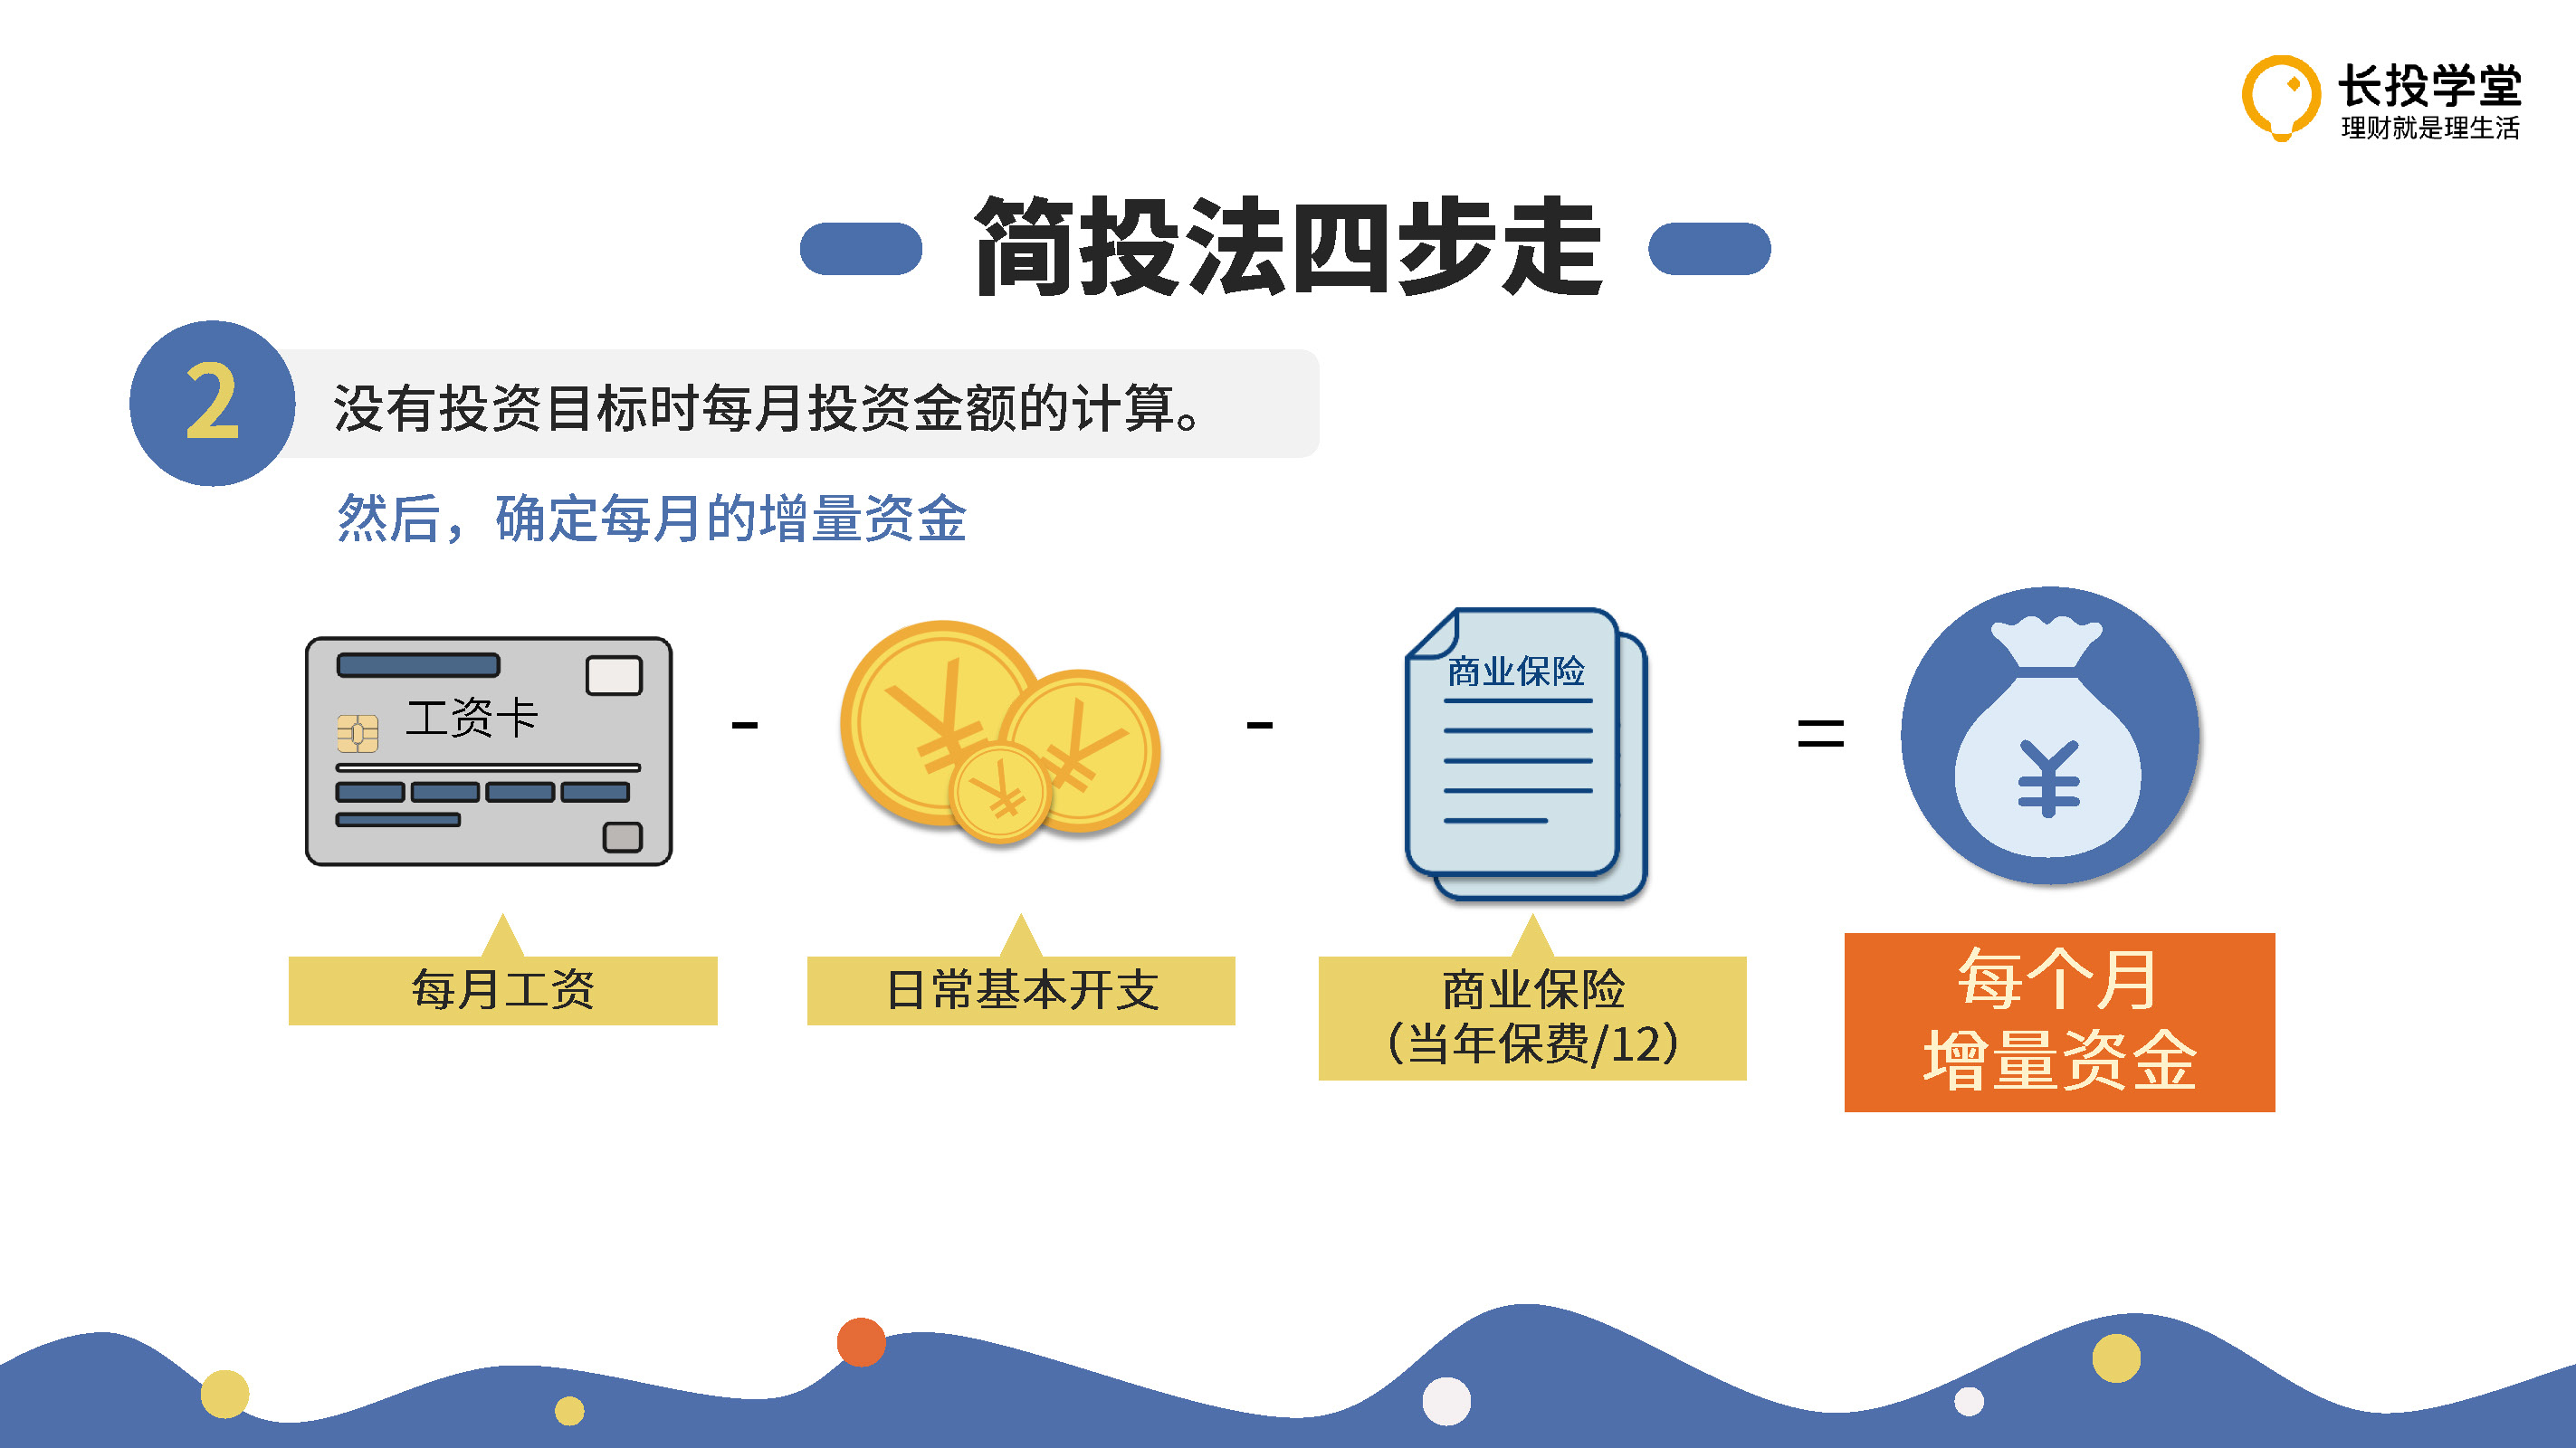 长投学堂
理财就是理生活
简投法四步走
2
没有投资目标时每月投资金额的计算。
然后，确定每月的增量资金
工资卡
-
-
商业保险
=
每月工资
日常基本开支
商业保险
（当年保费/12）
每个月
增量资金